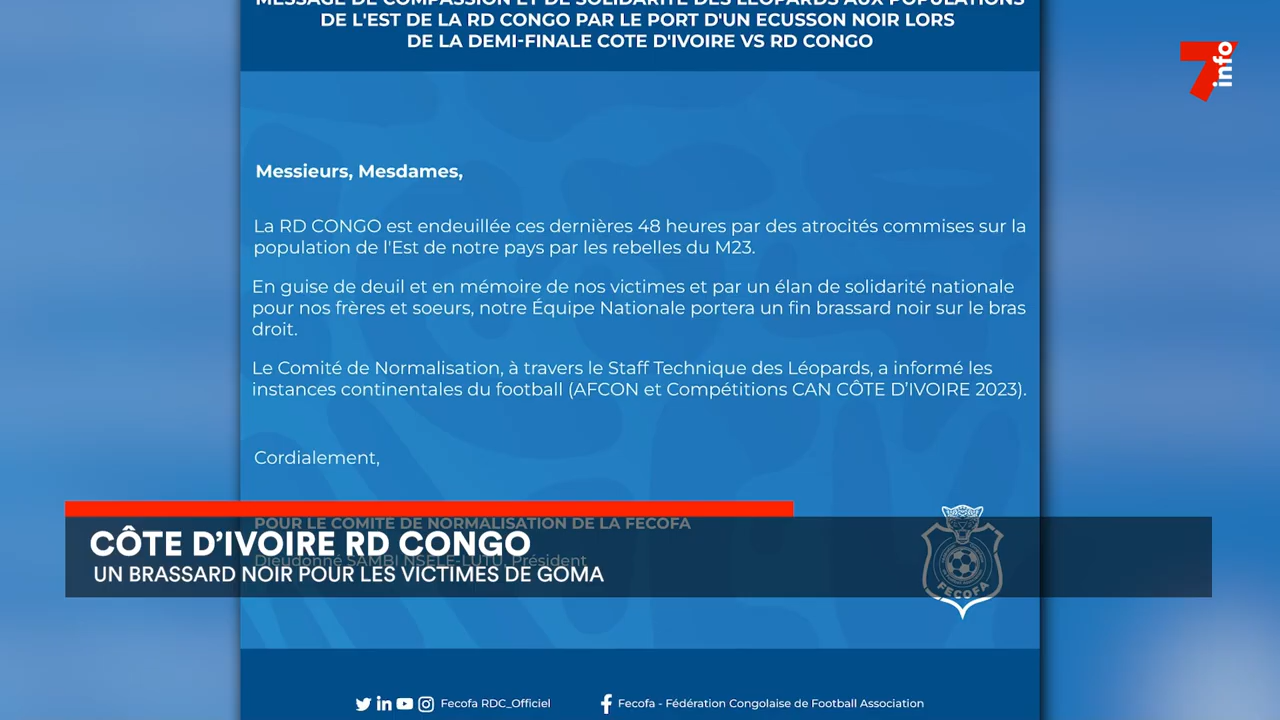 MESSAGE DE COMPASSION ET DE SOLIDARITE DES LEOPARDS AUX POPULATIONS
DE L'EST DE LA RD CONGO PAR LE PORT D'UN ECUSSON NOIR LORS
DE LA DEMI-FINALE COTE D'IVOIRE VS RD CONGO
7 info
Messieurs, Mesdames,
La RD CONGO est endeuillée ces dernières 48 heures par des atrocités commises sur la
population de l'Est de notre pays par les rebelles du M23.
En guise de deuil et en mémoire de nos victimes et par un élan de solidarité nationale
pour nos frères et soeurs, notre Équipe Nationale portera un fin brassard noir sur le bras
droit.
Le Comité de Normalisation, à travers le Staff Technique des Léopards, a informé les
instances continentales du football (AFCON et Compétitions CAN CÔTE D'IVOIRE 2023).
Cordialement,
POUR LE COMITE DE NORMALISATION DE LA FECOFA
Dieudonné SAMBI NSELE-LUTU, Président
CÔTE D'IVOIRE RD CONGO
UN BRASSARD NOIR POUR LES VICTIMES DE GOMA
FECOFA
Fecofa RDC_Officiel
Fecofa - Fédération Congolaise de Football Association